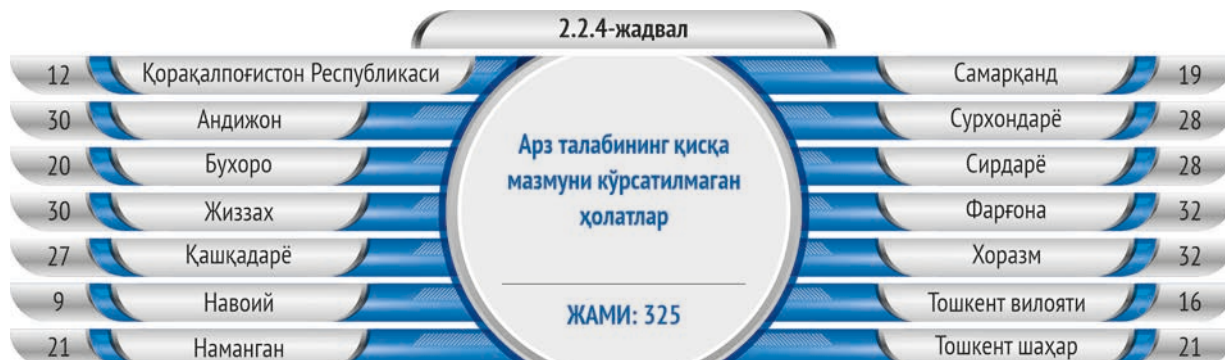 2.2.4-жадвал
12 Қорақалпоғистон Республикаси
30 Андижон
20 Бухоро
30 Жиззах
27 Қашқадарё
9 Навоий
21 Наманган
Арз талабининг қисқа
мазмуни кўрсатилмаган
ҳолатлар
ЖАМИ: 325
Самарқанд 19
Сурхондарё 28
Сирдарё 28
Фарғона 32
Хоразм 32
Тошкент вилояти 16
Тошкент шаҳар 21